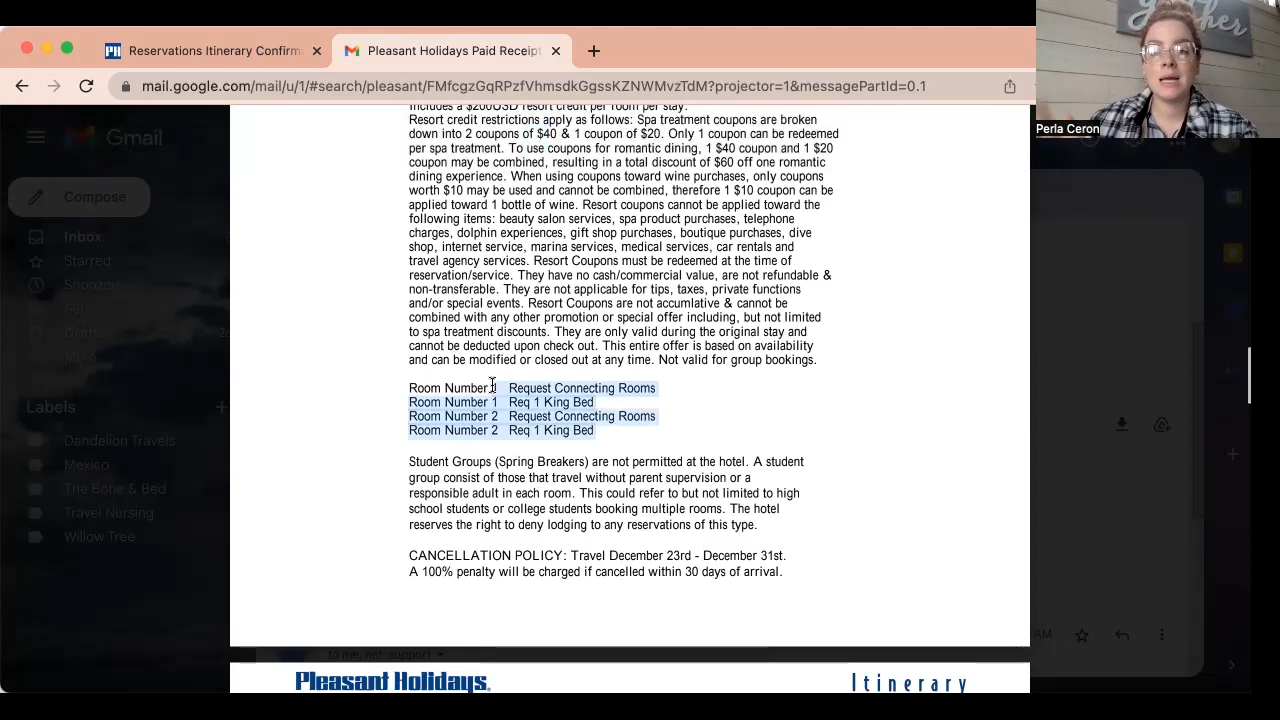 Gather
Reservations Itinerary Confirma
Pleasant Holidays Paid Receipt
mail.google.com/mail/u/1/#search/pleasant/FMfcgzGqRPzfVhmsdkGgssKZNWMvzTdM?projector=1&messagePartId=0.1
Perla Ceron
Gmail
Compose
Inbox
Starred
Snoozed
More
Labels
Dandelion Travels
Mexico
The Bone & Bed
Travel Nursing
Willow Tree
Includes a $200USD resort credit per room per stay.
Resort credit restrictions apply as follows: Spa treatment coupons are broken
down into 2 coupons of $40 & 1 coupon of $20. Only 1 coupon can be redeemed
per spa treatment. To use coupons for romantic dining, 1 $40 coupon and 1 $20
coupon may be combined, resulting in a total discount of $60 off one romantic
dining experience. When using coupons toward wine purchases, only coupons
worth $10 may be used and cannot be combined, therefore 1 $10 coupon can be
applied toward 1 bottle of wine. Resort coupons cannot be applied toward the
following items: beauty salon services, spa product purchases, telephone
charges, dolphin experiences, gift shop purchases, boutique purchases, dive
shop, internet service, marina services, medical services, car rentals and
travel agency services. Resort Coupons must be redeemed at the time of
reservation/service. They have no cash/commercial value, are not refundable &
non-transferable. They are not applicable for tips, taxes, private functions
and/or special events. Resort Coupons are not accumlative & cannot be
combined with any other promotion or special offer including, but not limited
to spa treatment discounts. They are only valid during the original stay and
cannot be deducted upon check out. This entire offer is based on availability
and can be modified or closed out at any time. Not valid for group bookings.
Room Number 1 Request Connecting Rooms
Room Number 1 Req 1 King Bed
Room Number 2 Request Connecting Rooms
Room Number 2 Req 1 King Bed
Student Groups (Spring Breakers) are not permitted at the hotel. A student
group consist of those that travel without parent supervision or a
responsible adult in each room. This could refer to but not limited to high
school students or college students booking multiple rooms. The hotel
reserves the right to deny lodging to any reservations of this type.
CANCELLATION POLICY: Travel December 23rd - December 31st.
A 100% penalty will be charged if cancelled within 30 days of arrival.
AM
to me, net-support
Pleasant Holidays. Itinerary